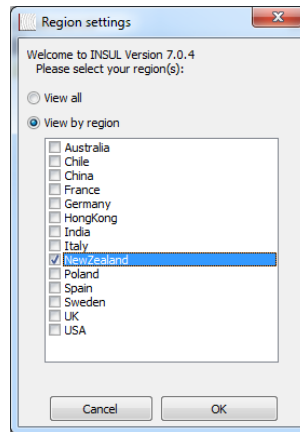 Region settings
Welcome to INSUL Version 7.0.4
Please select your region(s):
View all
View by region
Australia
Chile
China
France
Germany
HongKong
India
Italy
NewZealand
Poland
Spain
Sweden
UK
USA
Cancel
OK